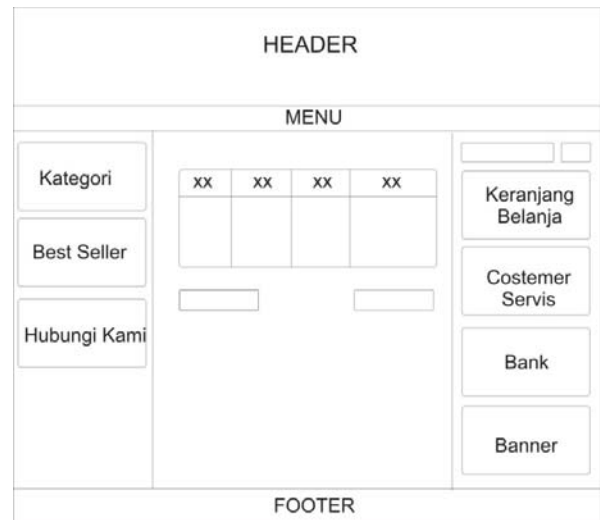 HEADER
MENU
Kategori
Best Seller
Hubungi Kami
xx xx xx xx
Keranjang
Belanja
Costemer
Servis
Bank
Banner
FOOTER